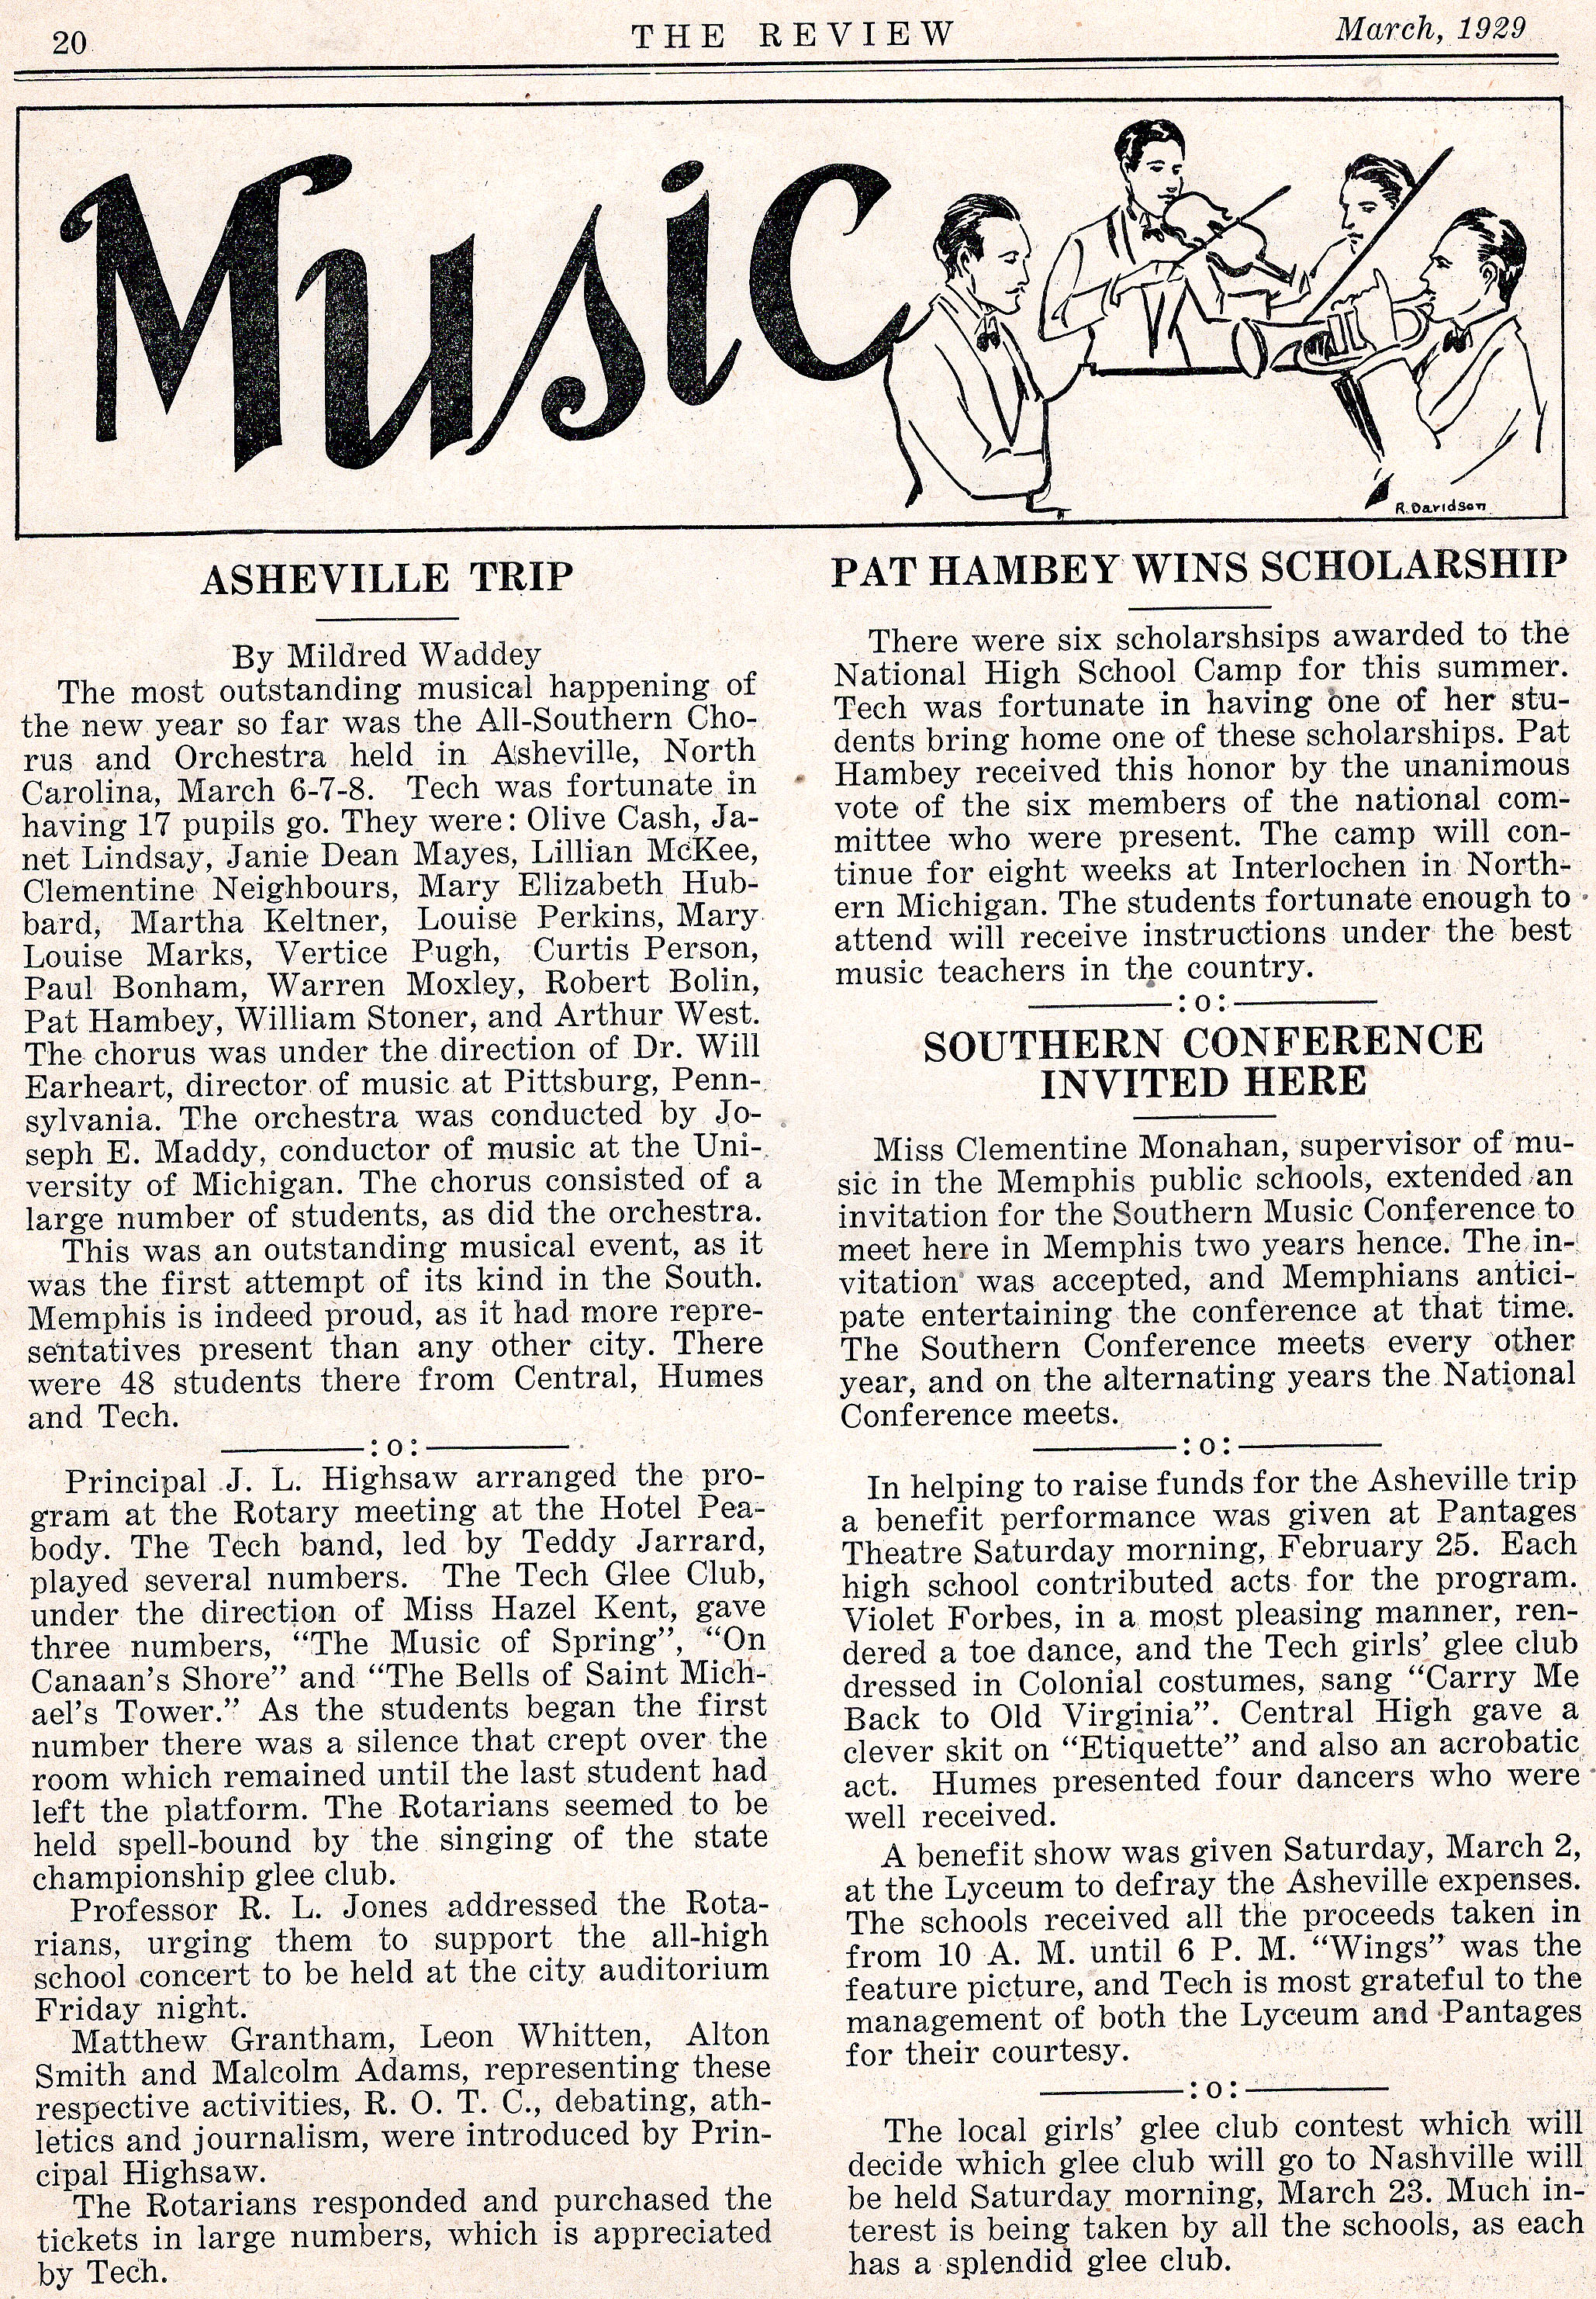 20
THE REVIEW
March, 1929
Music
R. Davidson
ASHEVILLE TRIP
By Mildred Waddey
The most outstanding musical happening of
the new year so far was the All-Southern Cho-
rus and Orchestra held in Asheville, North
Carolina, March 6-7-8. Tech was fortunate in
having 17 pupils go. They were: Olive Cash, Ja-
net Lindsay, Janie Dean Mayes, Lillian McKee,
Clementine Neighbours, Mary Elizabeth Hub-
bard, Martha Keltner, Louise Perkins, Mary
Louise Marks, Vertice Pugh, Curtis Person,
Paul Bonham, Warren Moxley, Robert Bolin,
Pat Hambey, William Stoner, and Arthur West.
The chorus was under the direction of Dr. Will
Earheart, director of music at Pittsburg, Penn-
sylvania. The orchestra was conducted by Jo-
seph E. Maddy, conductor of music at the Uni-
versity of Michigan. The chorus consisted of a
large number of students, as did the orchestra.
This was an outstanding musical event, as it
was the first attempt of its kind in the South.
Memphis is indeed proud, as it had more repre-
sentatives present than any other city. There
were 48 students there from Central, Humes
and Tech.
:o:
Principal J. L. Highsaw arranged the pro-
gram at the Rotary meeting at the Hotel Pea-
body. The Tech band, led by Teddy Jarrard,
played several numbers. The Tech Glee Club,
under the direction of Miss Hazel Kent, gave
three numbers, “The Music of Spring”, “On
Canaan's Shore” and “The Bells of Saint Mich-
ael's Tower.” As the students began the first
number there was a silence that crept over the
room which remained until the last student had
left the platform. The Rotarians seemed to be
held spell-bound by the singing of the state
championship glee club.
Professor R. L. Jones addressed the Rota-
rians, urging them to support the all-high
school concert to be held at the city auditorium
Friday night.
Matthew Grantham, Leon Whitten, Alton
Smith and Malcolm Adams, representing these
respective activities, R. O. T. C., debating, ath-
letics and journalism, were introduced by Prin-
cipal Highsaw.
The Rotarians responded and purchased the
tickets in large numbers, which is appreciated
by Tech.
PAT HAMBEY WINS SCHOLARSHIP
There were six scholarshsips awarded to the
National High School Camp for this summer.
Tech was fortunate in having one of her stu-
dents bring home one of these scholarships. Pat
Hambey received this honor by the unanimous
vote of the six members of the national com-
mittee who were present. The camp will con-
tinue for eight weeks at Interlochen in North-
ern Michigan. The students fortunate enough to
attend will receive instructions under the best
music teachers in the country.
:o:
SOUTHERN CONFERENCE
INVITED HERE
Miss Clementine Monahan, supervisor of mu-
sic in the Memphis public schools, extended an
invitation for the Southern Music Conference to
meet here in Memphis two years hence. The in-
vitation was accepted, and Memphians antici-
pate entertaining the conference at that time.
The Southern Conference meets every other
year, and on the alternating years the National
Conference meets.
:o:
In helping to raise funds for the Asheville trip
a benefit performance was given at Pantages
Theatre Saturday morning, February 25. Each
high school contributed acts for the program.
Violet Forbes, in a most pleasing manner, ren-
dered a toe dance, and the Tech girls’ glee club
dressed in Colonial costumes, sang “Carry Me
Back to Old Virginia”. Central High gave a
clever skit on “Etiquette” and also an acrobatic
act. Humes presented four dancers who were
well received.
A benefit show was given Saturday, March 2,
at the Lyceum to defray the Asheville expenses.
The schools received all the proceeds taken in
from 10 A. M. until 6 P. M. “Wings” was the
feature picture, and Tech is most grateful to the
management of both the Lyceum and Pantages
for their courtesy.
:o:
The local girls’ glee club contest which will
decide which glee club will go to Nashville will
be held Saturday morning, March 23. Much in-
terest is being taken by all the schools, as each
has a splendid glee club.